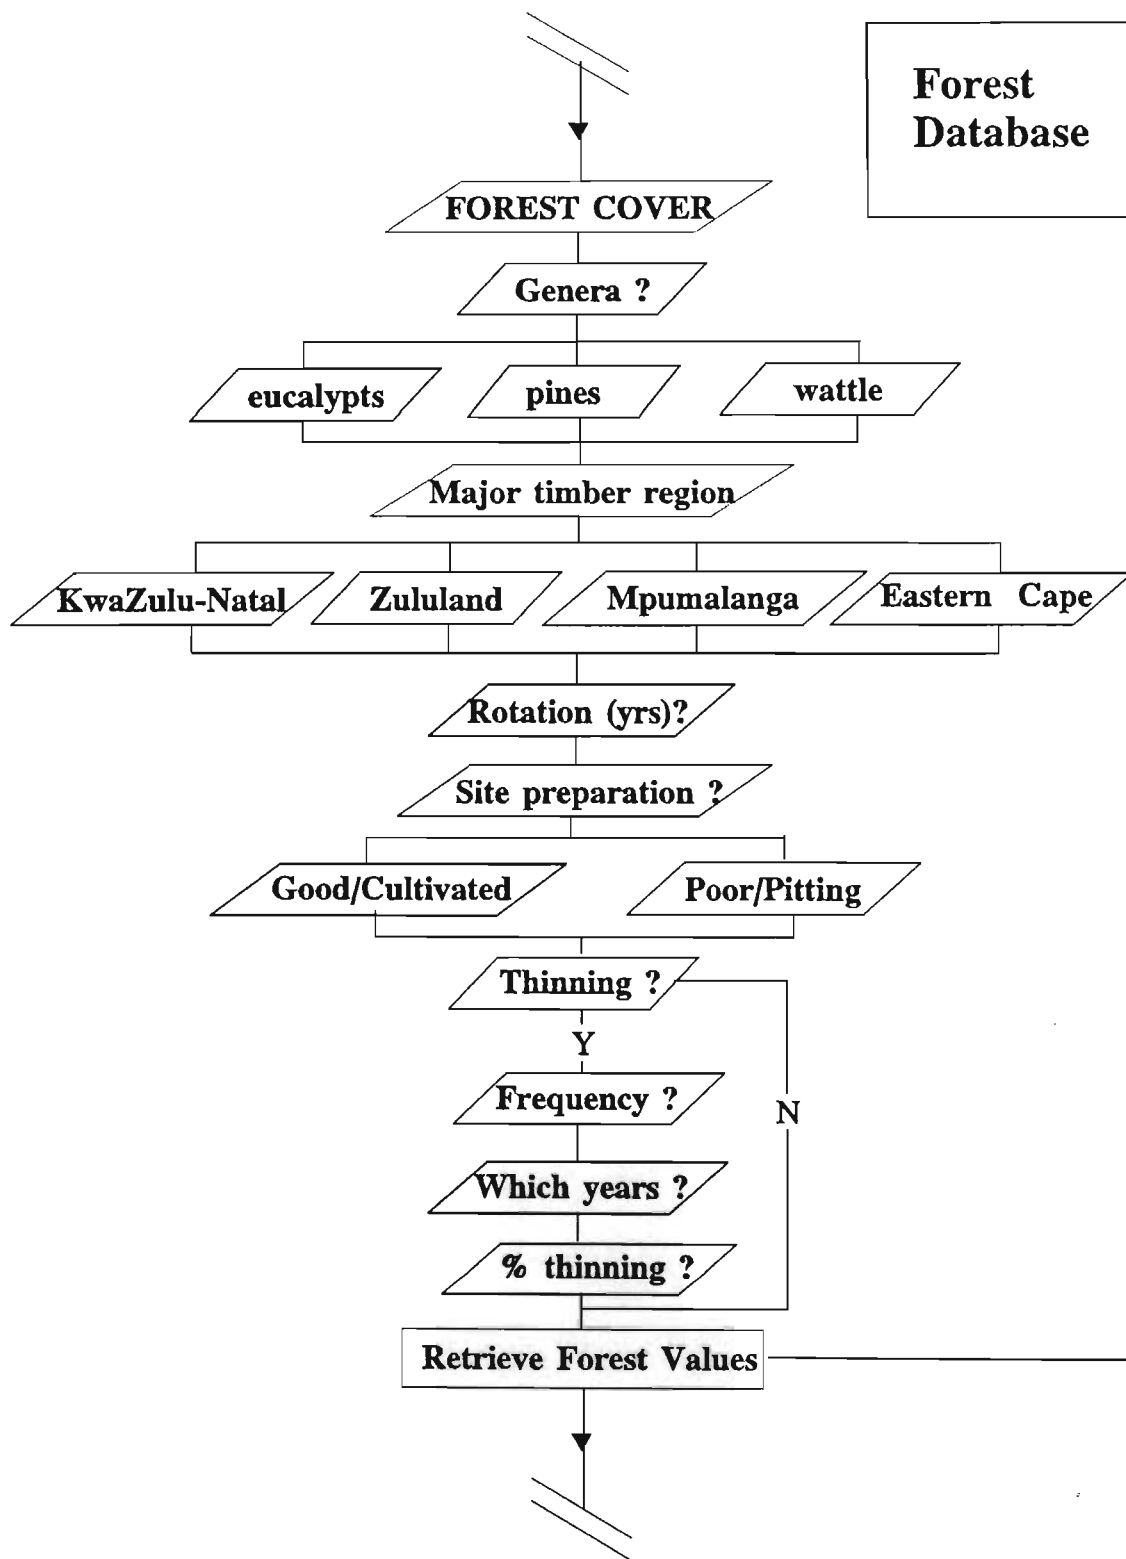 Forest
Database
FOREST COVER
Genera ?
eucalypts
pines
wattle
Major timber region
KwaZulu-Natal
Zululand
Mpumalanga
Eastern Cape
Rotation (yrs)?
Site preparation ?
Good/Cultivated
Poor/Pitting
Thinning ?
Y
Frequency ?
N
Which years ?
% thinning ?
Retrieve Forest Values